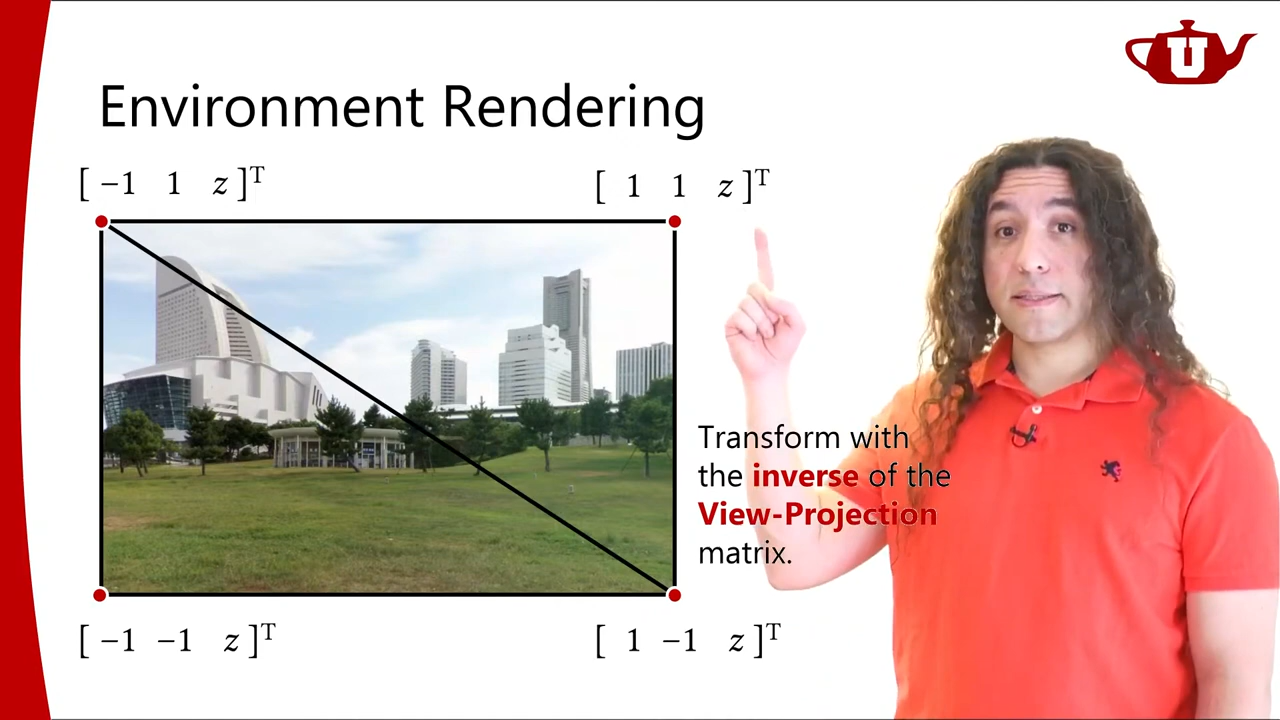 U
Environment Rendering
[ −1 1 z ]ᵀ
[ 1 1 z ]ᵀ
Transform with
the inverse of the
View-Projection
matrix.
[ −1 −1 z ]ᵀ
[ 1 −1 z ]ᵀ